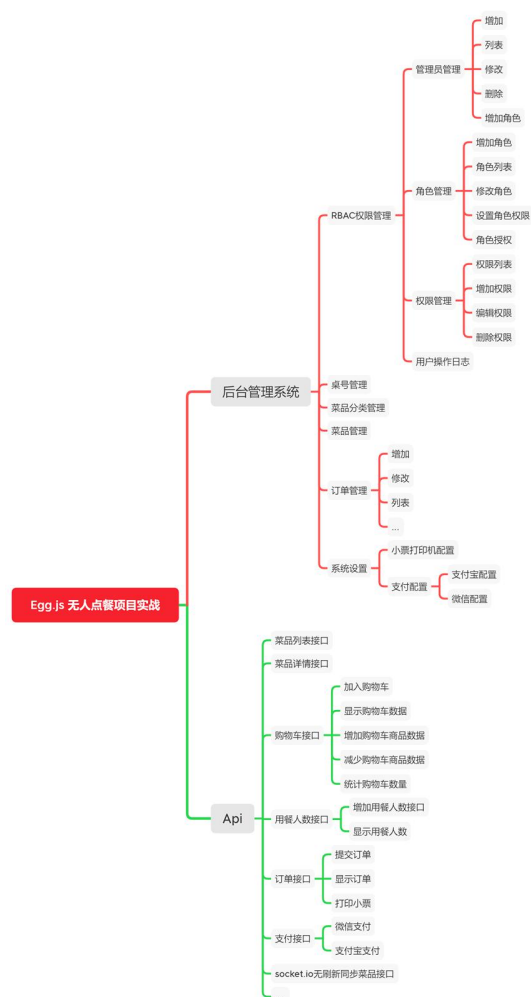 Egg.js 无人点餐项目实战
后台管理系统
RBAC权限管理
管理员管理
增加
列表
修改
删除
增加角色
角色管理
增加角色
角色列表
修改角色
设置角色权限
角色授权
权限管理
权限列表
增加权限
编辑权限
删除权限
用户操作日志
桌号管理
菜品分类管理
菜品管理
订单管理
增加
修改
列表
...
系统设置
小票打印机配置
支付配置
支付宝配置
微信配置
Api
菜品列表接口
菜品详情接口
购物车接口
加入购物车
显示购物车数据
增加购物车商品数据
减少购物车商品数据
统计购物车数量
用餐人数接口
增加用餐人数接口
显示用餐人数
订单接口
提交订单
显示订单
打印小票
支付接口
微信支付
支付宝支付
socket.io无刷新同步菜品接口